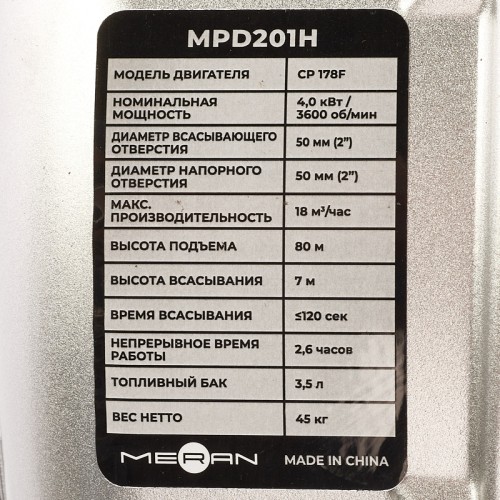 MPD201H
МОДЕЛЬ ДВИГАТЕЛЯ CP 178F
НОМИНАЛЬНАЯ МОЩНОСТЬ 4,0 кВт / 3600 об/мин
ДИАМЕТР ВСАСЫВАЮЩЕГО ОТВЕРСТИЯ 50 мм (2”)
ДИАМЕТР НАПОРНОГО ОТВЕРСТИЯ 50 мм (2”)
МАКС. ПРОИЗВОДИТЕЛЬНОСТЬ 18 м³/час
ВЫСОТА ПОДЪЕМА 80 м
ВЫСОТА ВСАСЫВАНИЯ 7 м
ВРЕМЯ ВСАСЫВАНИЯ ≤120 сек
НЕПРЕРЫВНОЕ ВРЕМЯ РАБОТЫ 2,6 часов
ТОПЛИВНЫЙ БАК 3,5 л
ВЕС НЕТТО 45 кг
MERAN MADE IN CHINA